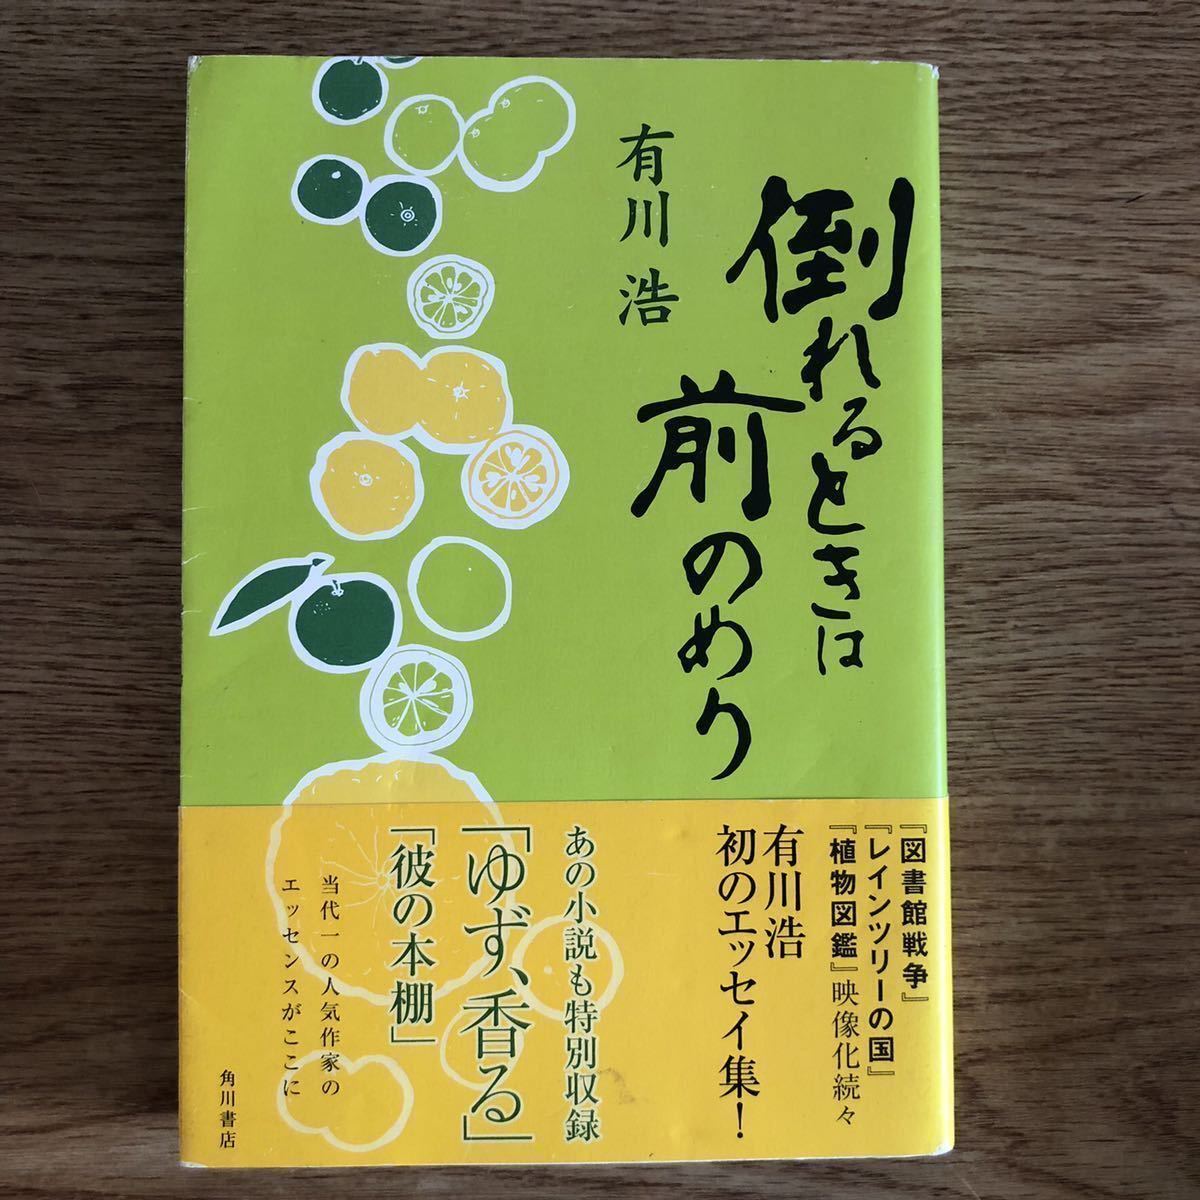 倒れるときは
前のめり
有川 浩
『図書館戦争』
『レインツリーの国』
『植物図鑑』映像化続々
有川浩
初のエッセイ集！
あの小説も特別収録
「ゆず、香る」
「彼の本棚」
当代一の人気作家の
エッセンスがここに
角川書店